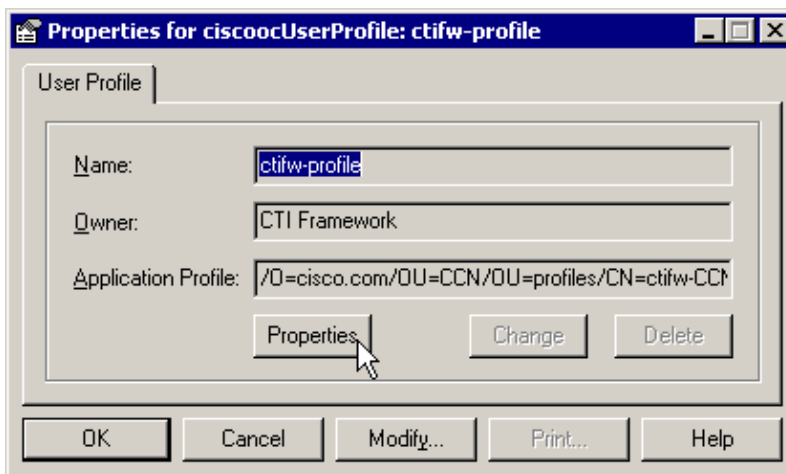 Properties for ciscoocUserProfile: ctifw-profile
User Profile
Name: ctifw-profile
Owner: CTI Framework
Application Profile: /O=cisco.com/OU=CCN/OU=profiles/CN=ctifw-CCN
Properties Change Delete
OK Cancel Modify... Print... Help